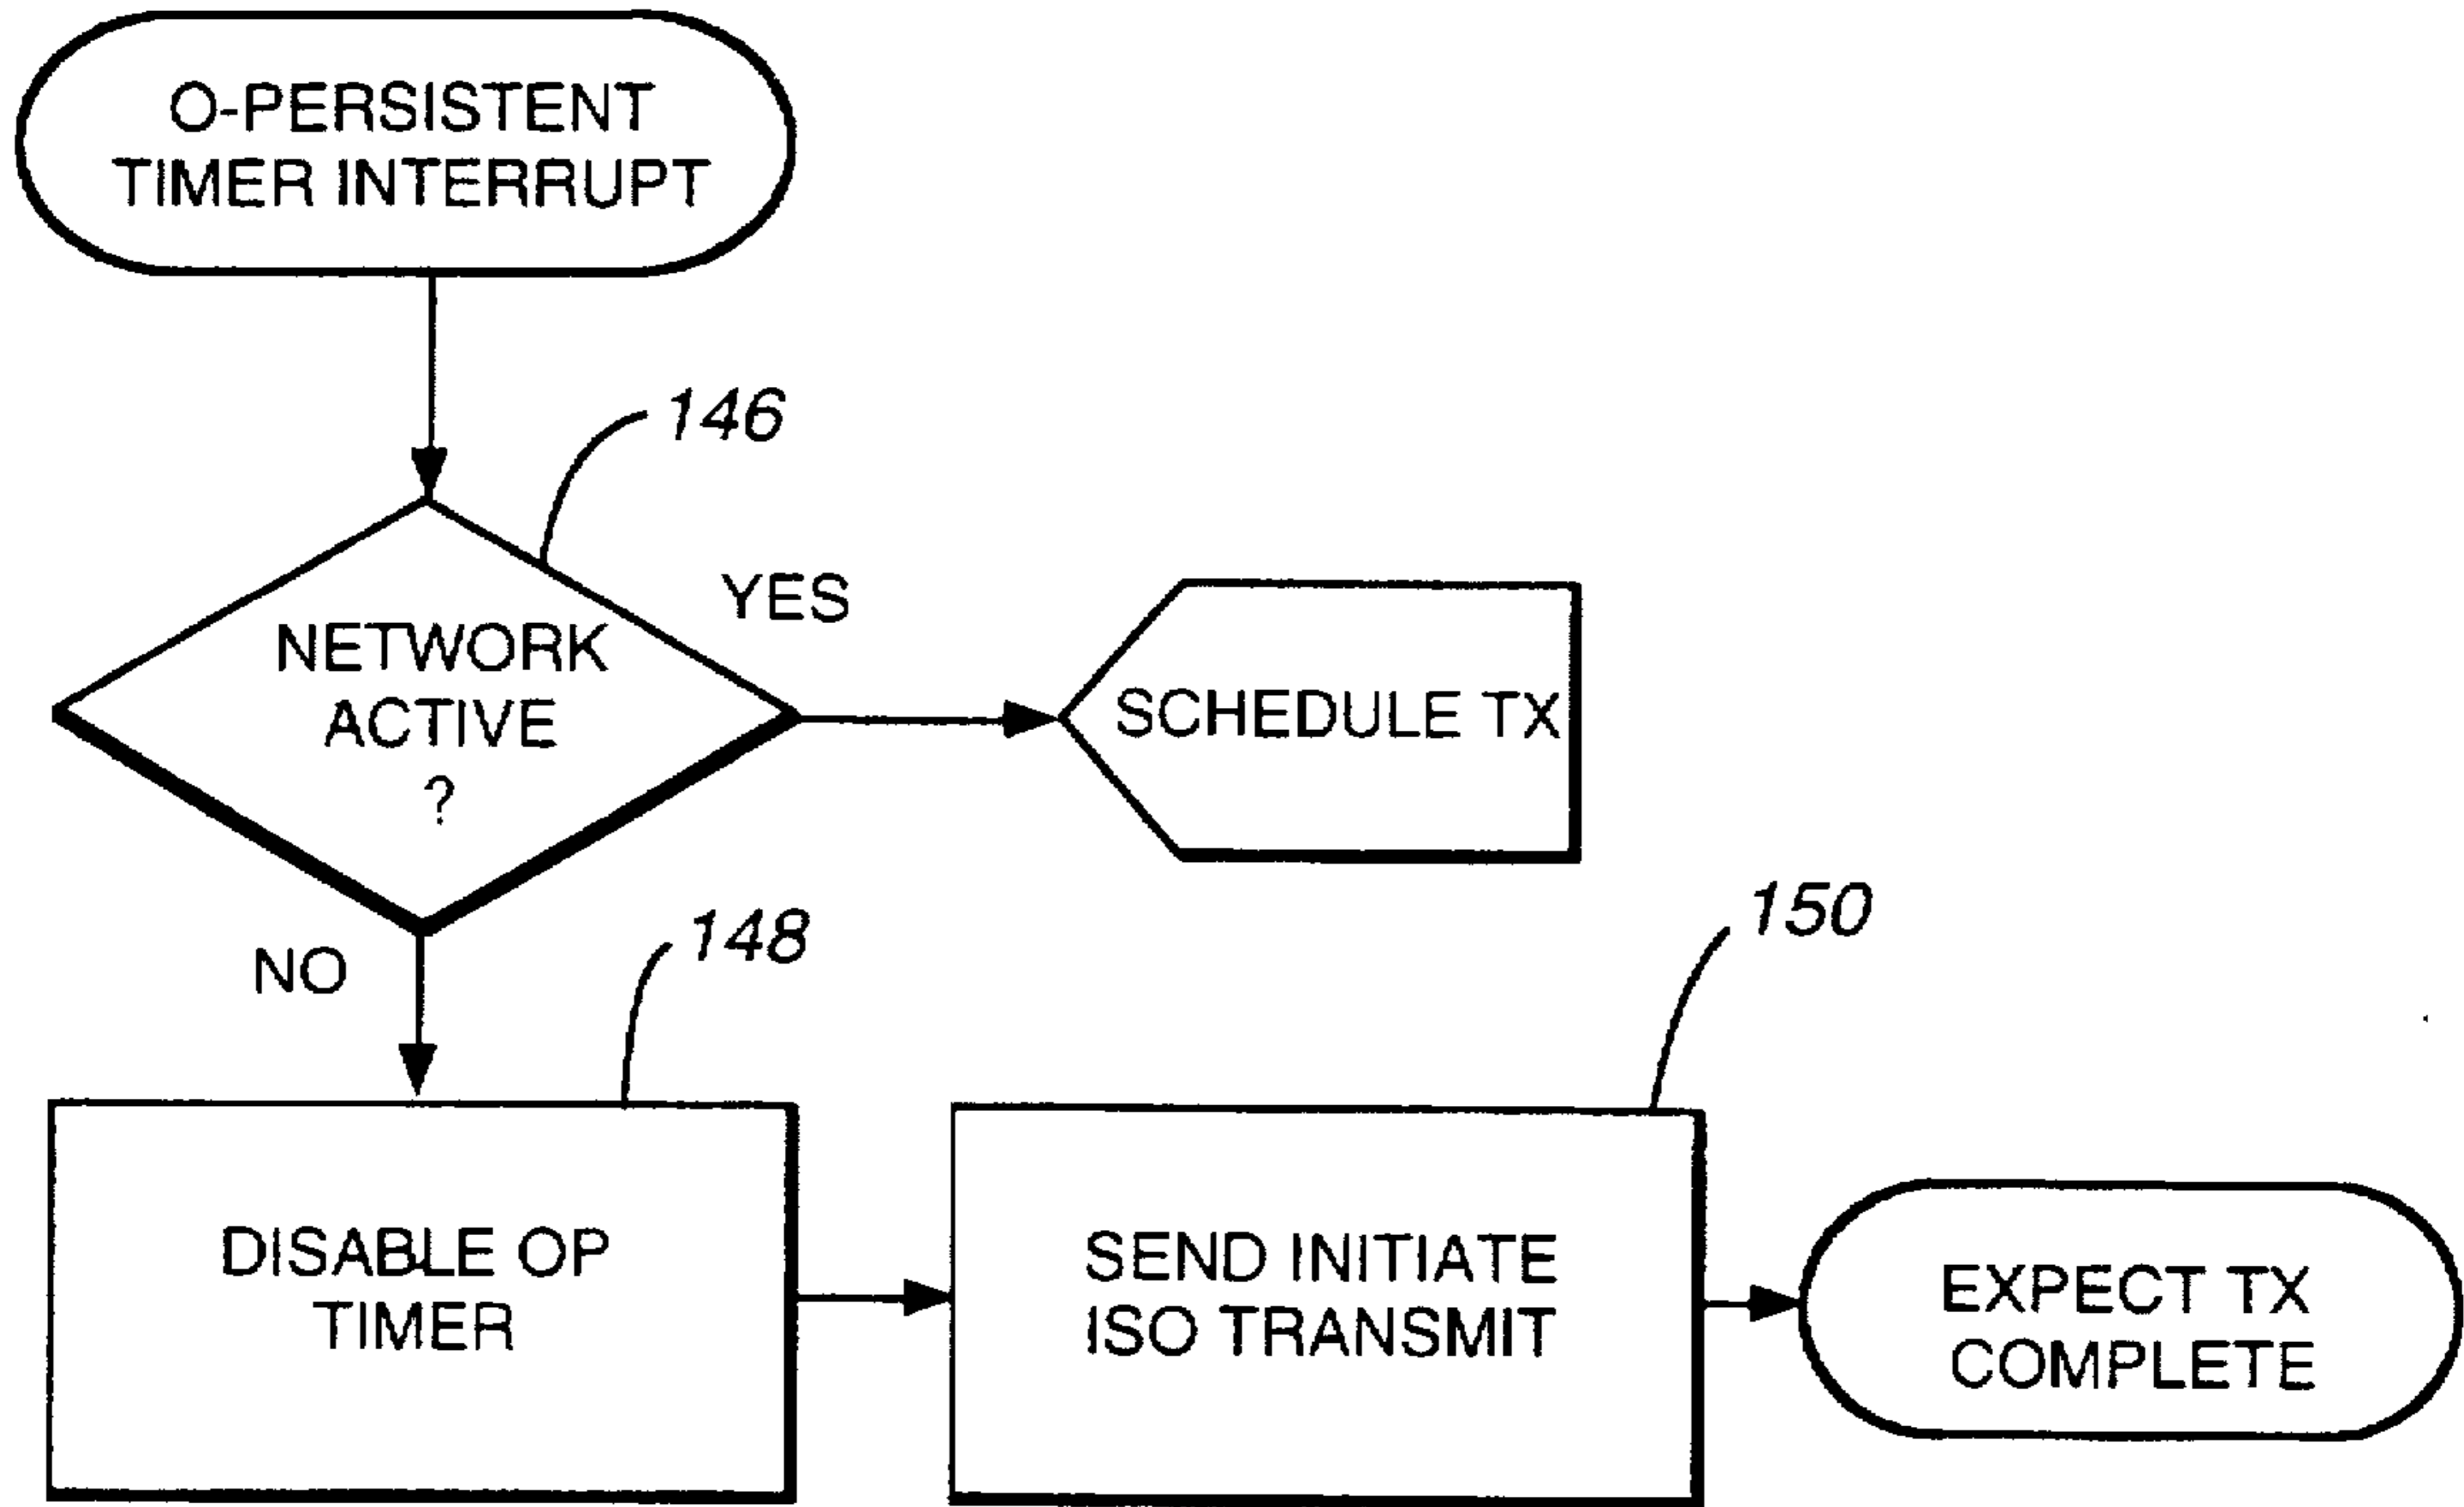 O-PERSISTENT
TIMER INTERRUPT
146
YES
NETWORK
ACTIVE
?
SCHEDULE TX
NO
148
150
DISABLE OP
TIMER
SEND INITIATE
ISO TRANSMIT
EXPECT TX
COMPLETE